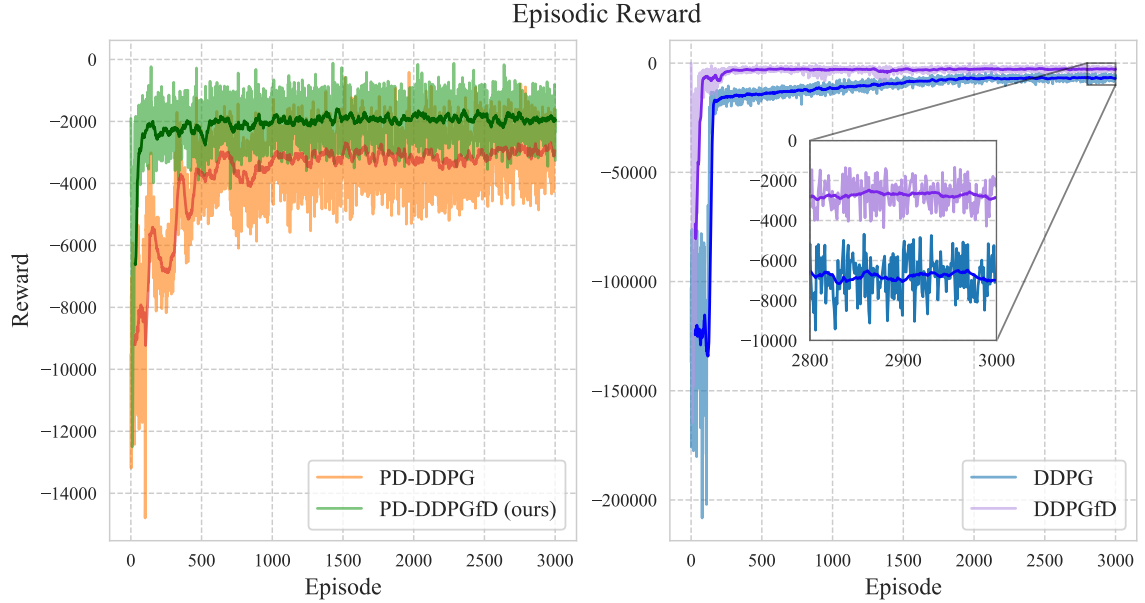 Episodic Reward
Reward
0
−2000
−4000
−6000
−8000
−10000
−12000
−14000
0 500 1000 1500 2000 2500 3000
Episode
PD-DDPG
PD-DDPGfD (ours)
0
−50000
−100000
−150000
−200000
0 500 1000 1500 2000 2500 3000
Episode
0
−2000
−4000
−6000
−8000
−10000
2800 2900 3000
DDPG
DDPGfD